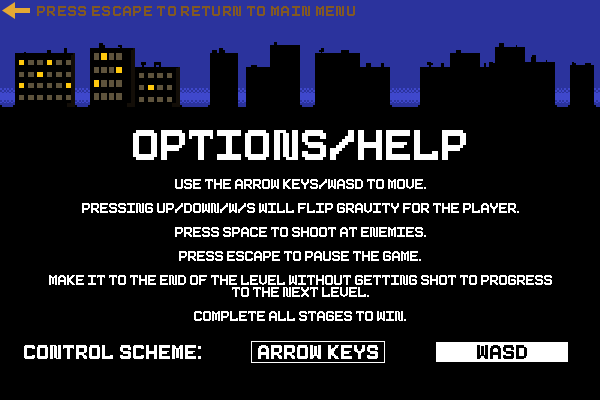 PRESS ESCAPE TO RETURN TO MAIN MENU
OPTIONS/HELP
USE THE ARROW KEYS/WASD TO MOVE.
PRESSING UP/DOWN/W/S WILL FLIP GRAVITY FOR THE PLAYER.
PRESS SPACE TO SHOOT AT ENEMIES.
PRESS ESCAPE TO PAUSE THE GAME.
MAKE IT TO THE END OF THE LEVEL WITHOUT GETTING SHOT TO PROGRESS
TO THE NEXT LEVEL.
COMPLETE ALL STAGES TO WIN.
CONTROL SCHEME: ARROW KEYS WASD